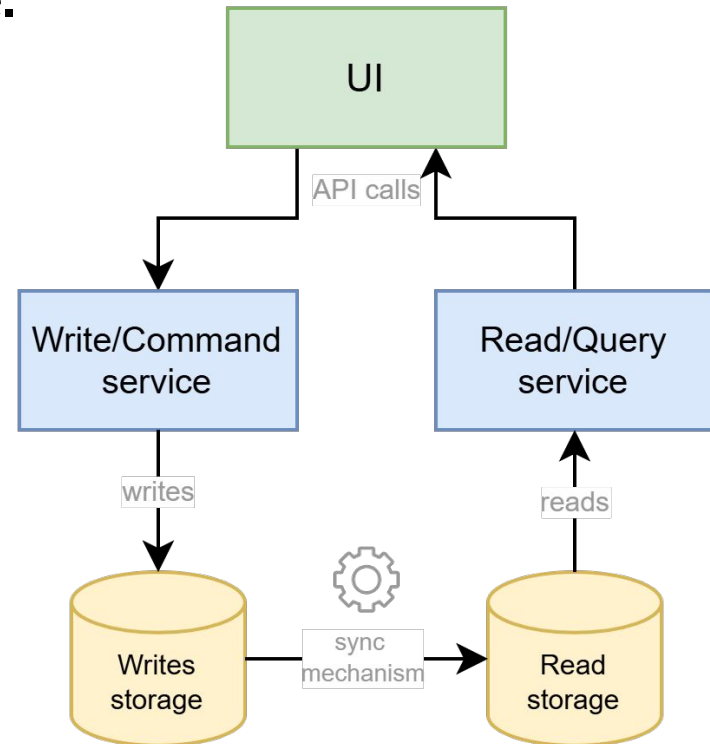 UI
API calls
Write/Command
service
Read/Query
service
writes
reads
Writes
storage
sync
mechanism
Read
storage